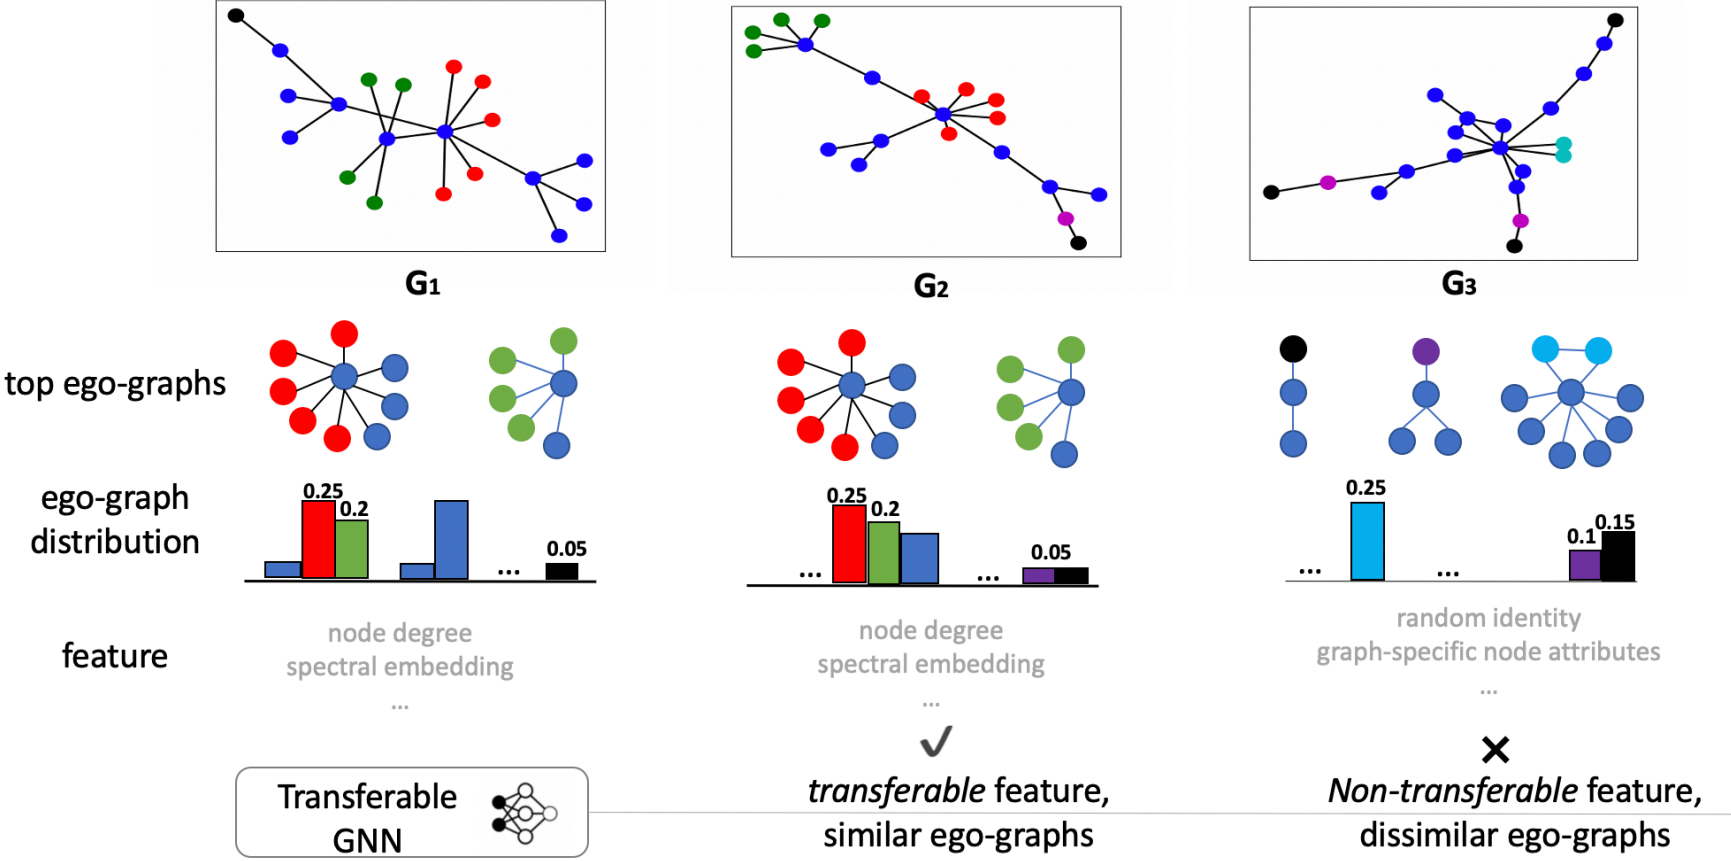 G1
G2
G3
top ego-graphs
ego-graph
distribution
0.25
0.2
...
0.05
...
0.25
0.2
...
0.05
...
0.25
...
0.1
0.15
feature
node degree
spectral embedding
...
node degree
spectral embedding
...
random identity
graph-specific node attributes
...
Transferable
GNN
transferable feature,
similar ego-graphs
Non-transferable feature,
dissimilar ego-graphs